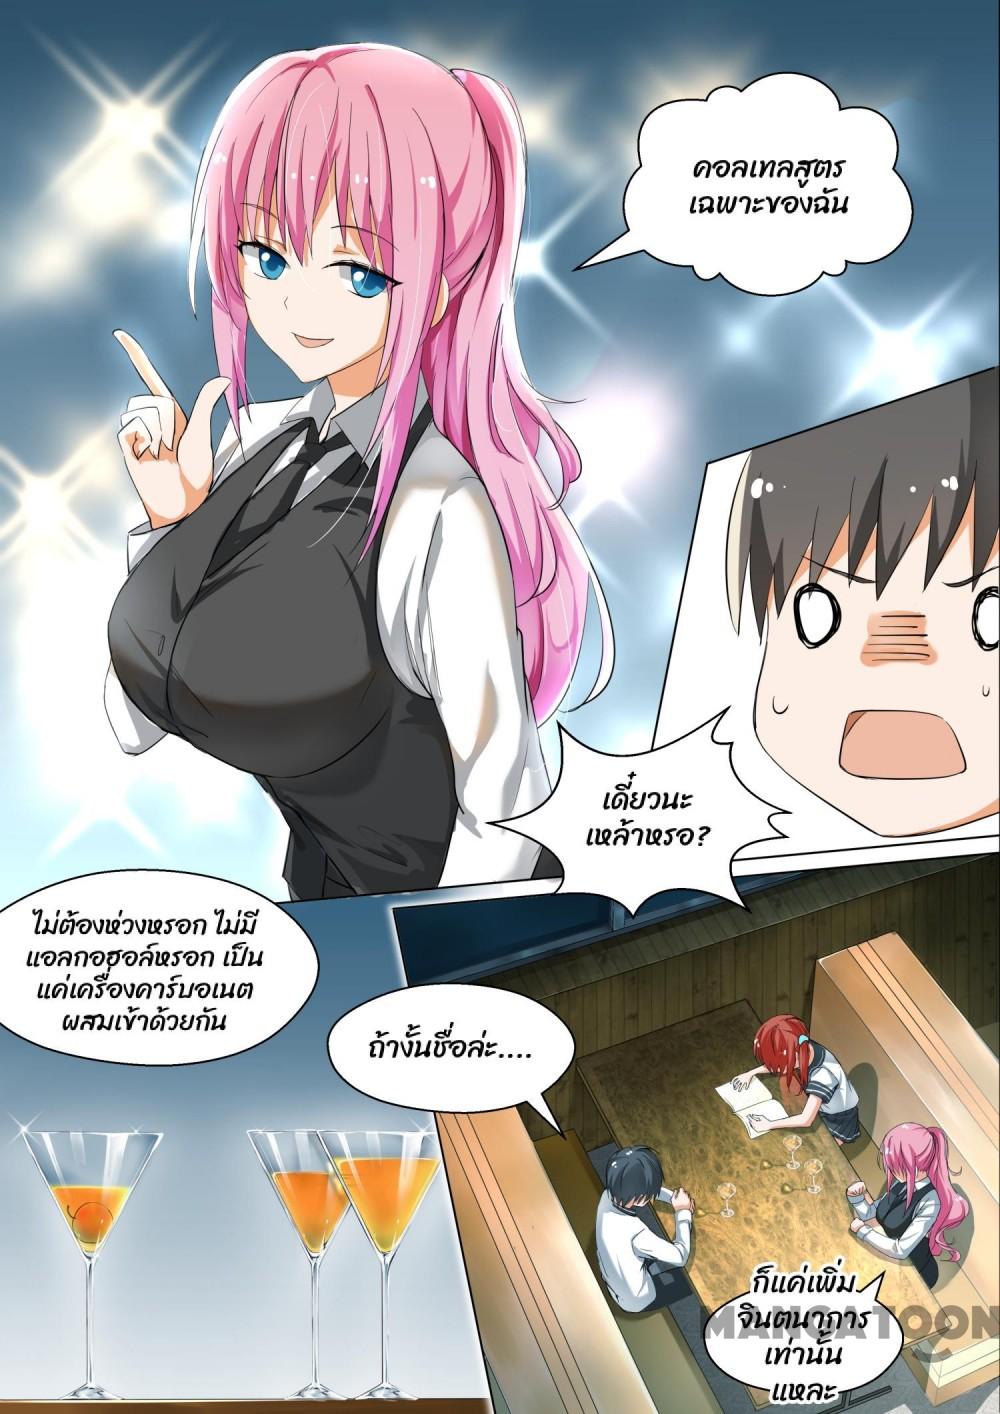 คอลเทลสูตร
เฉพาะของฉัน
เดี๋ยวนะ
เหล้าหรอ?
ไม่ต้องห่วงหรอก ไม่มี
แอลกอฮอล์หรอก เป็น
แค่เครื่องคาร์บอเนต
ผสมเข้าด้วยกัน
ถ้างั้นชื่อล่ะ....
ก็แค่เพิ่ม
จินตนาการ
เท่านั้น
แหละ
MANGATOON